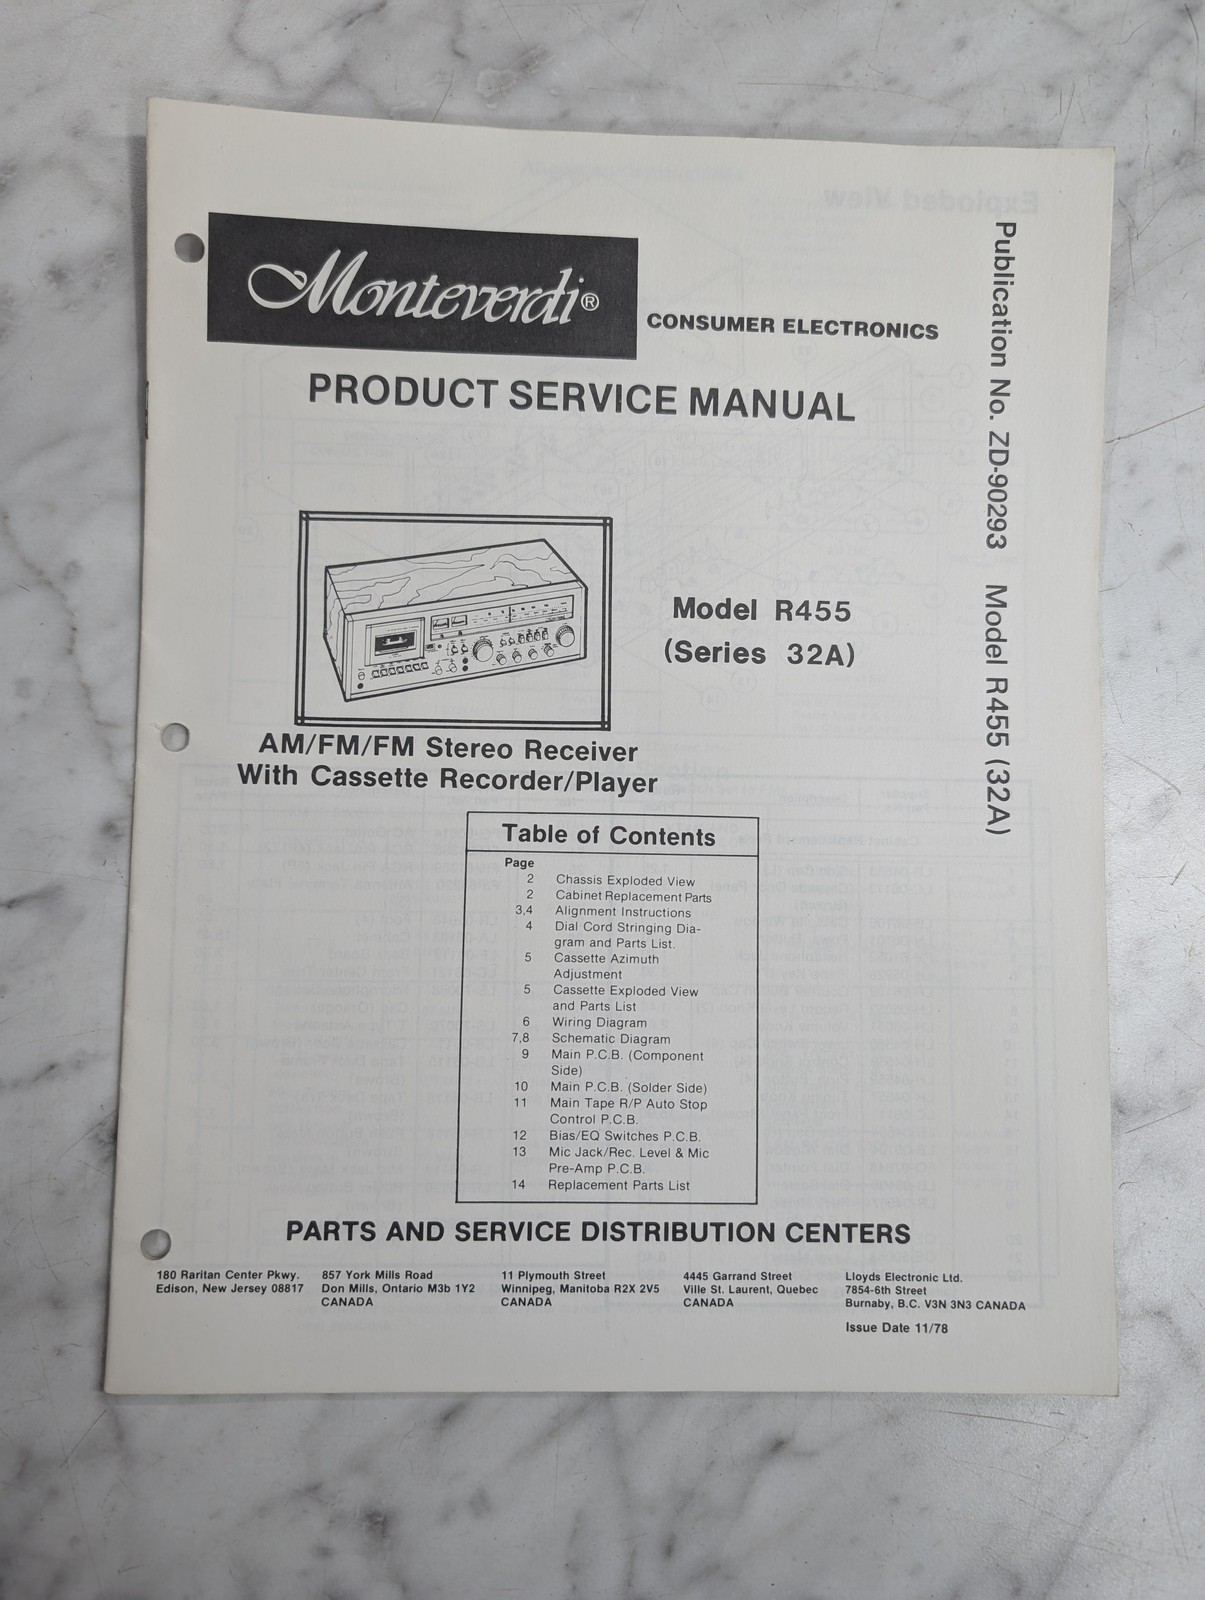 Monteverdi®
CONSUMER ELECTRONICS
PRODUCT SERVICE MANUAL
Publication No. ZD-90293 Model R455 (32A)
Model R455
(Series 32A)
AM/FM/FM Stereo Receiver
With Cassette Recorder/Player
Table of Contents
Page
2 Chassis Exploded View
2 Cabinet Replacement Parts
3,4 Alignment Instructions
4 Dial Cord Stringing Dia-
gram and Parts List.
5 Cassette Azimuth
Adjustment
5 Cassette Exploded View
and Parts List
6 Wiring Diagram
7,8 Schematic Diagram
9 Main P.C.B. (Component
Side)
10 Main P.C.B. (Solder Side)
11 Main Tape R/P Auto Stop
Control P.C.B.
12 Bias/EQ Switches P.C.B.
13 Mic Jack/Rec. Level & Mic
Pre-Amp P.C.B.
14 Replacement Parts List
PARTS AND SERVICE DISTRIBUTION CENTERS
180 Raritan Center Pkwy.
Edison, New Jersey 08817
857 York Mills Road
Don Mills, Ontario M3b 1Y2
CANADA
11 Plymouth Street
Winnipeg, Manitoba R2X 2V5
CANADA
4445 Garrand Street
Ville St. Laurent, Quebec
CANADA
Lloyds Electronic Ltd.
7854-6th Street
Burnaby, B.C. V3N 3N3 CANADA
Issue Date 11/78
Exploded View